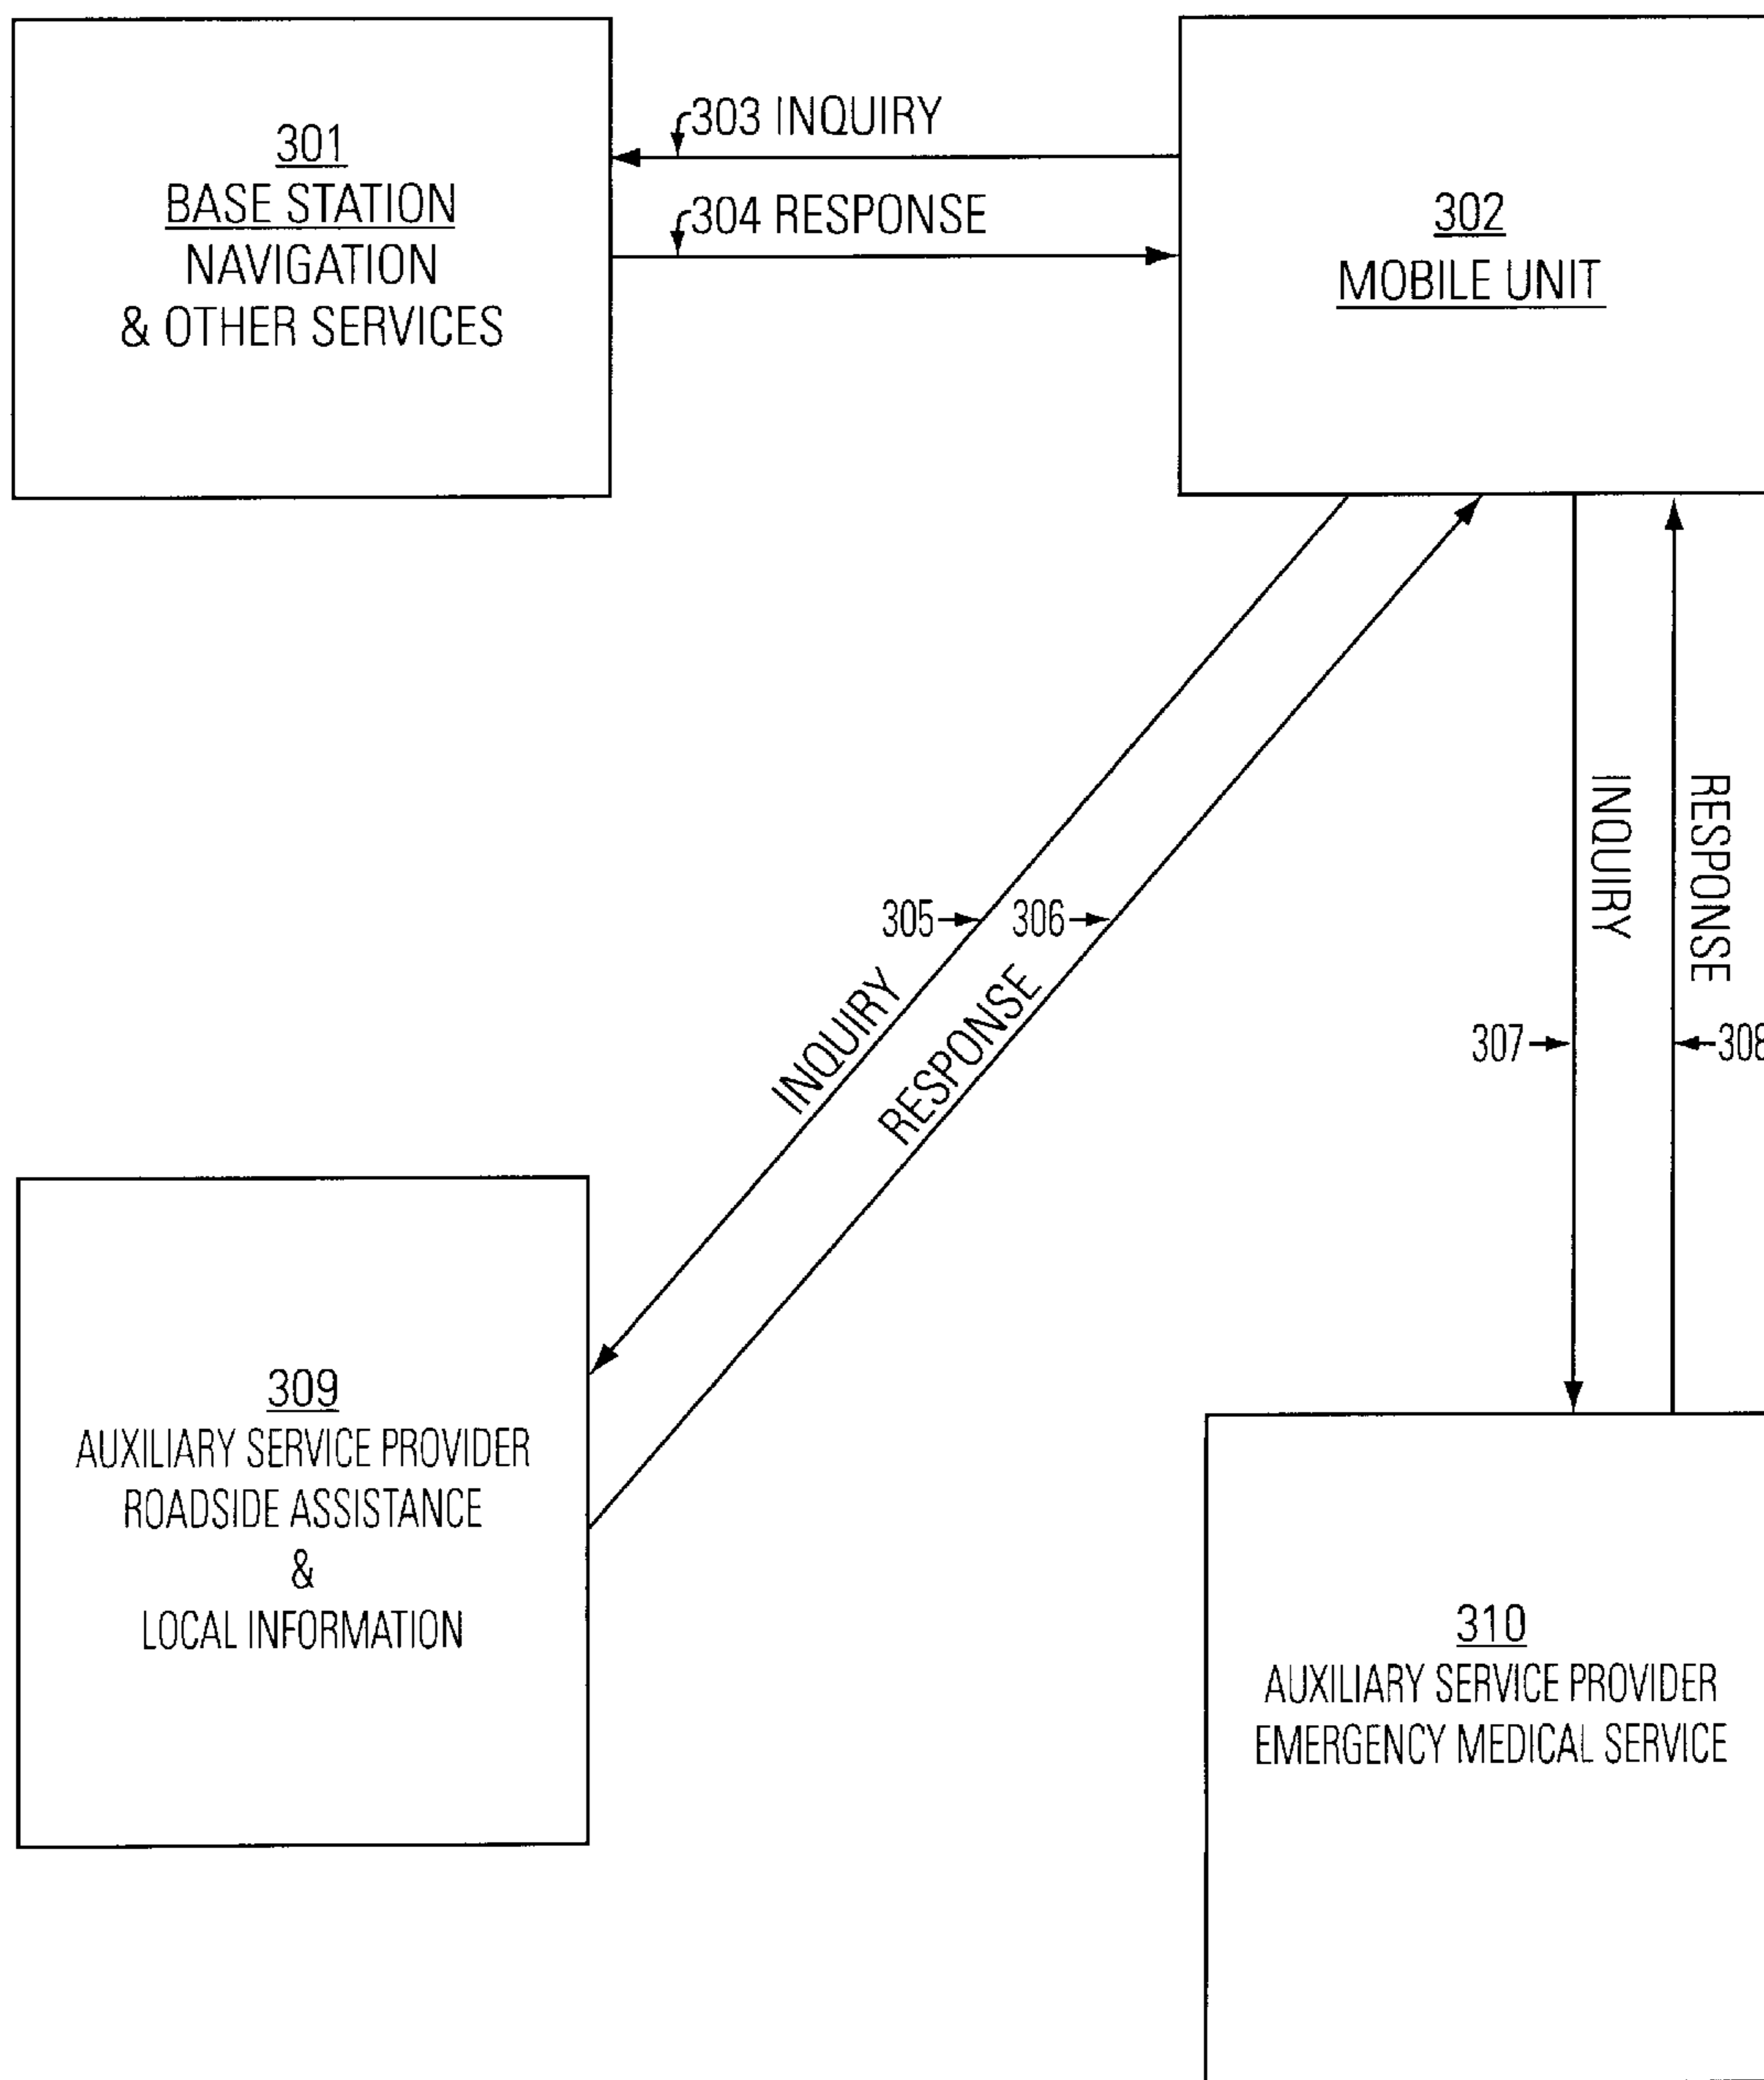 301
BASE STATION
NAVIGATION
& OTHER SERVICES
303 INQUIRY
304 RESPONSE
302
MOBILE UNIT
305
306
INQUIRY
RESPONSE
INQUIRY
RESPONSE
307
308
309
AUXILIARY SERVICE PROVIDER
ROADSIDE ASSISTANCE
&
LOCAL INFORMATION
310
AUXILIARY SERVICE PROVIDER
EMERGENCY MEDICAL SERVICE